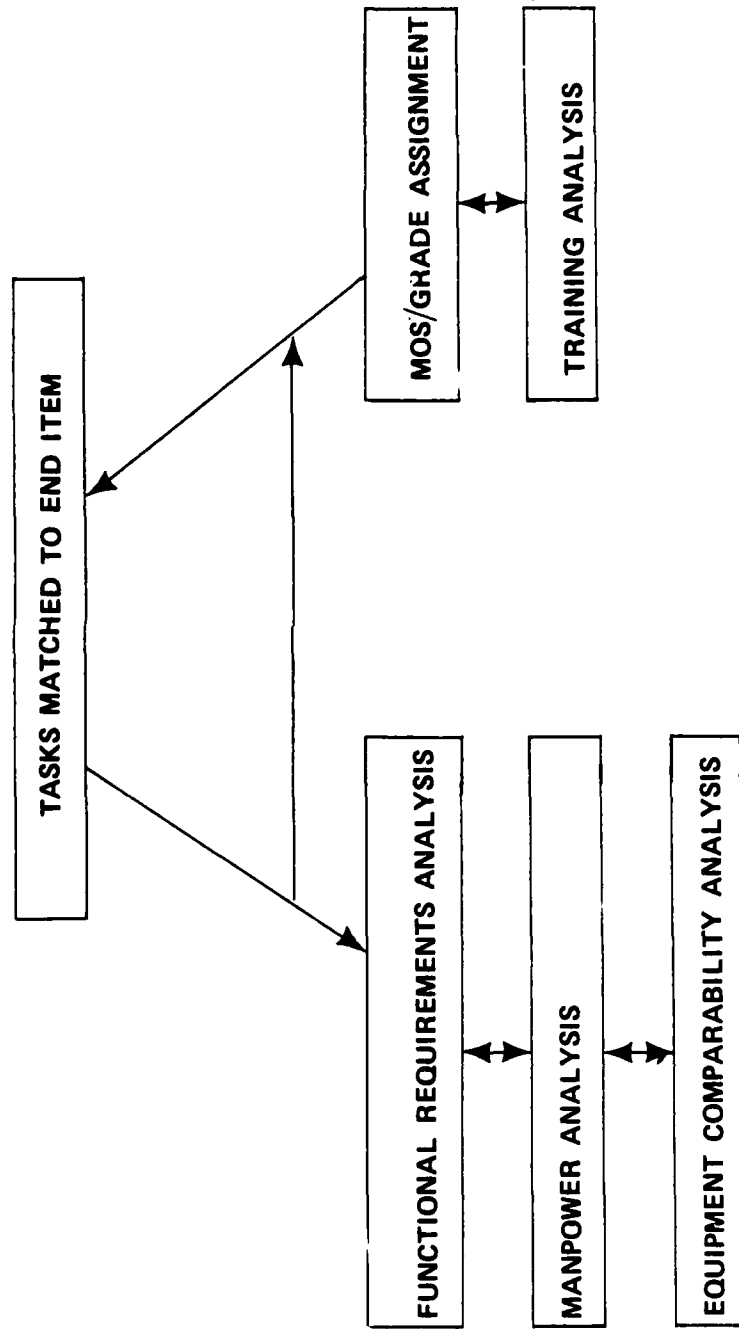 TASKS MATCHED TO END ITEM
FUNCTIONAL REQUIREMENTS ANALYSIS
MANPOWER ANALYSIS
EQUIPMENT COMPARABILITY ANALYSIS
MOS/GRADE ASSIGNMENT
TRAINING ANALYSIS